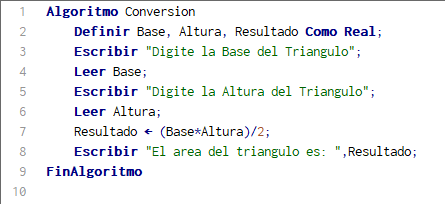 1 Algoritmo Conversion
2 Definir Base, Altura, Resultado Como Real;
3 Escribir "Digite la Base del Triangulo";
4 Leer Base;
5 Escribir "Digite la Altura del Triangulo";
6 Leer Altura;
7 Resultado ← (Base*Altura)/2;
8 Escribir "El area del triangulo es: ",Resultado;
9 FinAlgoritmo
10